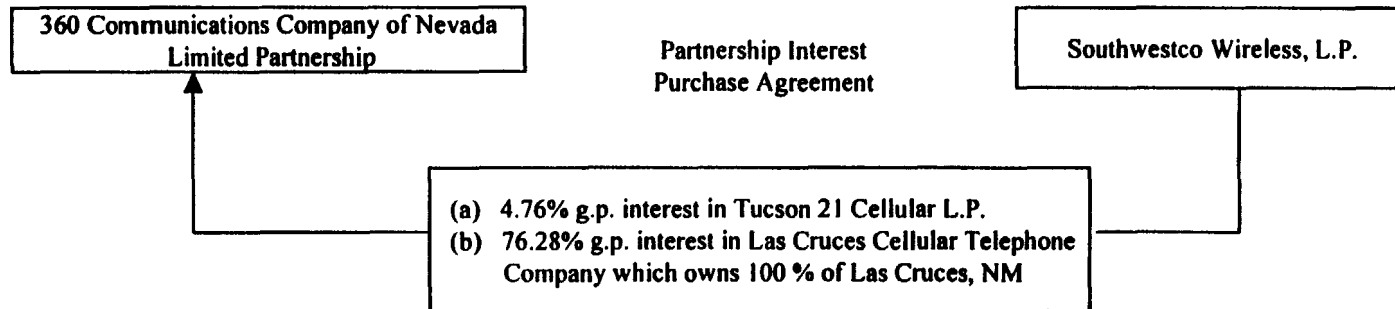 360 Communications Company of Nevada
Limited Partnership
Partnership Interest
Purchase Agreement
Southwestco Wireless, L.P.
(a) 4.76% g.p. interest in Tucson 21 Cellular L.P.
(b) 76.28% g.p. interest in Las Cruces Cellular Telephone
Company which owns 100 % of Las Cruces, NM